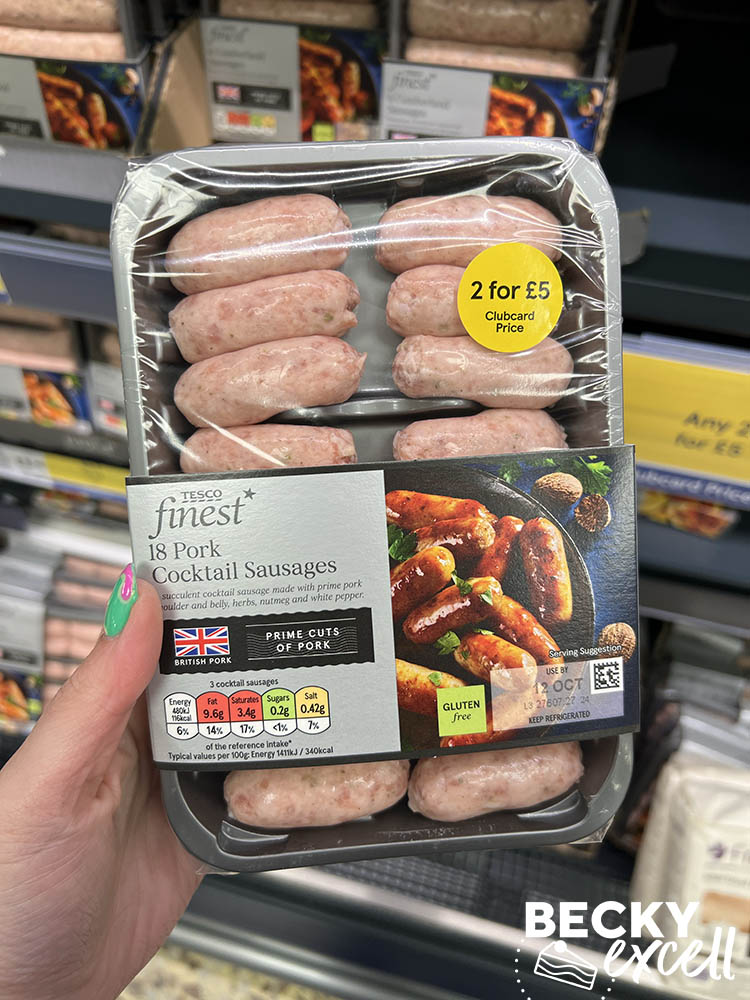 TESCO
finest
finest
2 for £5
Clubcard
Price
Any 2
for £5
Clubcard Price
TESCO
finest*
18 Pork
Cocktail Sausages
succulent cocktail sausage made with prime pork
shoulder and belly, herbs, nutmeg and white pepper.
BRITISH PORK
PRIME CUTS
OF PORK
3 cocktail sausages
Energy
480kJ
116kcal
6%
Fat
9.6g
14%
Saturates
3.4g
17%
Sugars
0.2g
<1%
Salt
0.42g
7%
of the reference intake*
Typical values per 100g: Energy 1411kJ / 340kcal
Serving Suggestion
GLUTEN
free
USE BY
12 OCT
KEEP REFRIGERATED
BECKY
excell